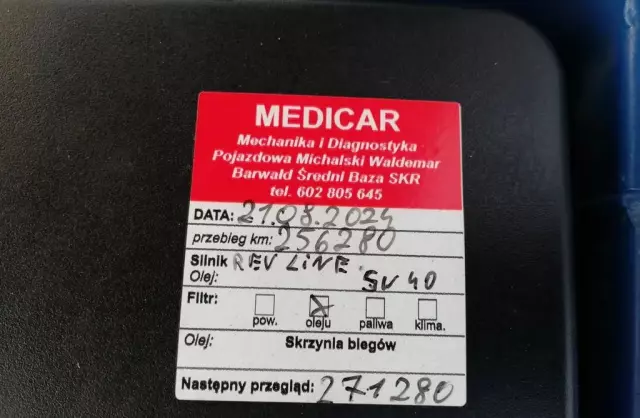 MEDICAR
Mechanika i Diagnostyka
Pojazdowa Michalski Waldemar
Barwałd Średni Baza SKR
tel. 602 805 645
DATA: 21.08.2024
przebieg km: 256280
Silnik REV LINE
Olej: 5W40
Filtr:
pow. oleju paliwa klima.
Olej: Skrzynia biegów
Następny przegląd: 271280